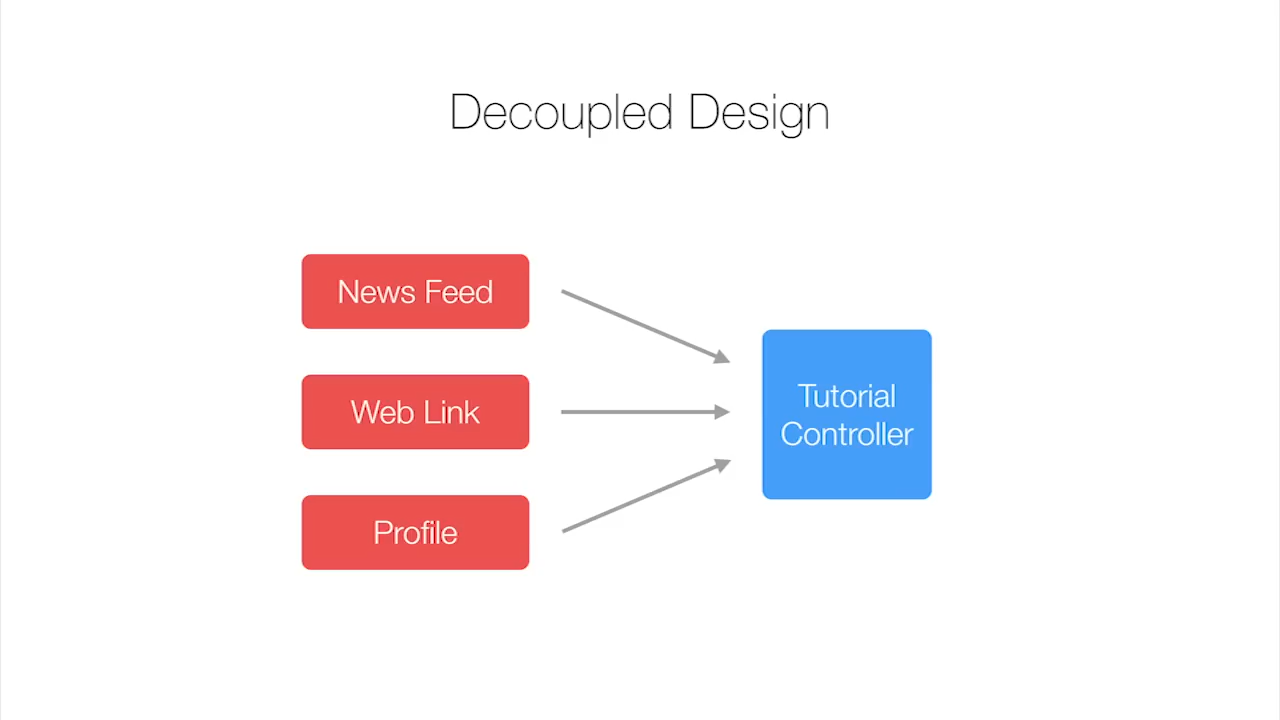 Decoupled Design
News Feed
Web Link
Profile
Tutorial
Controller